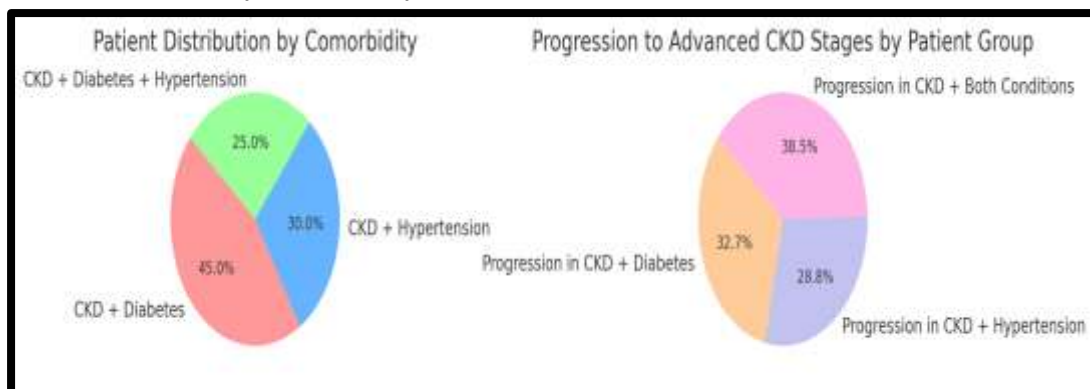 Patient Distribution by Comorbidity
CKD + Diabetes + Hypertension
25.0%
30.0%
CKD + Hypertension
45.0%
CKD + Diabetes
Progression to Advanced CKD Stages by Patient Group
Progression in CKD + Both Conditions
38.5%
32.7%
Progression in CKD + Diabetes
28.8%
Progression in CKD + Hypertension